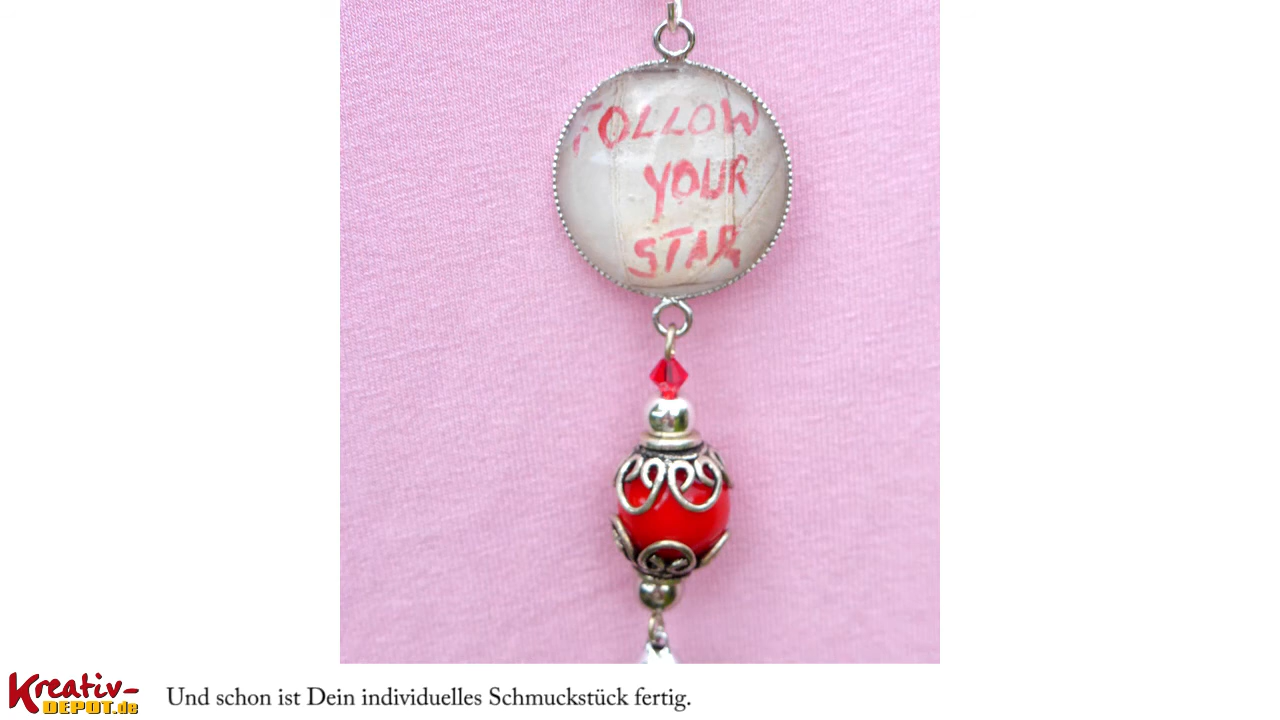 FOLLOW
YOUR
STAR
Kreativ-
DEPOT.de
Und schon ist Dein individuelles Schmuckstück fertig.